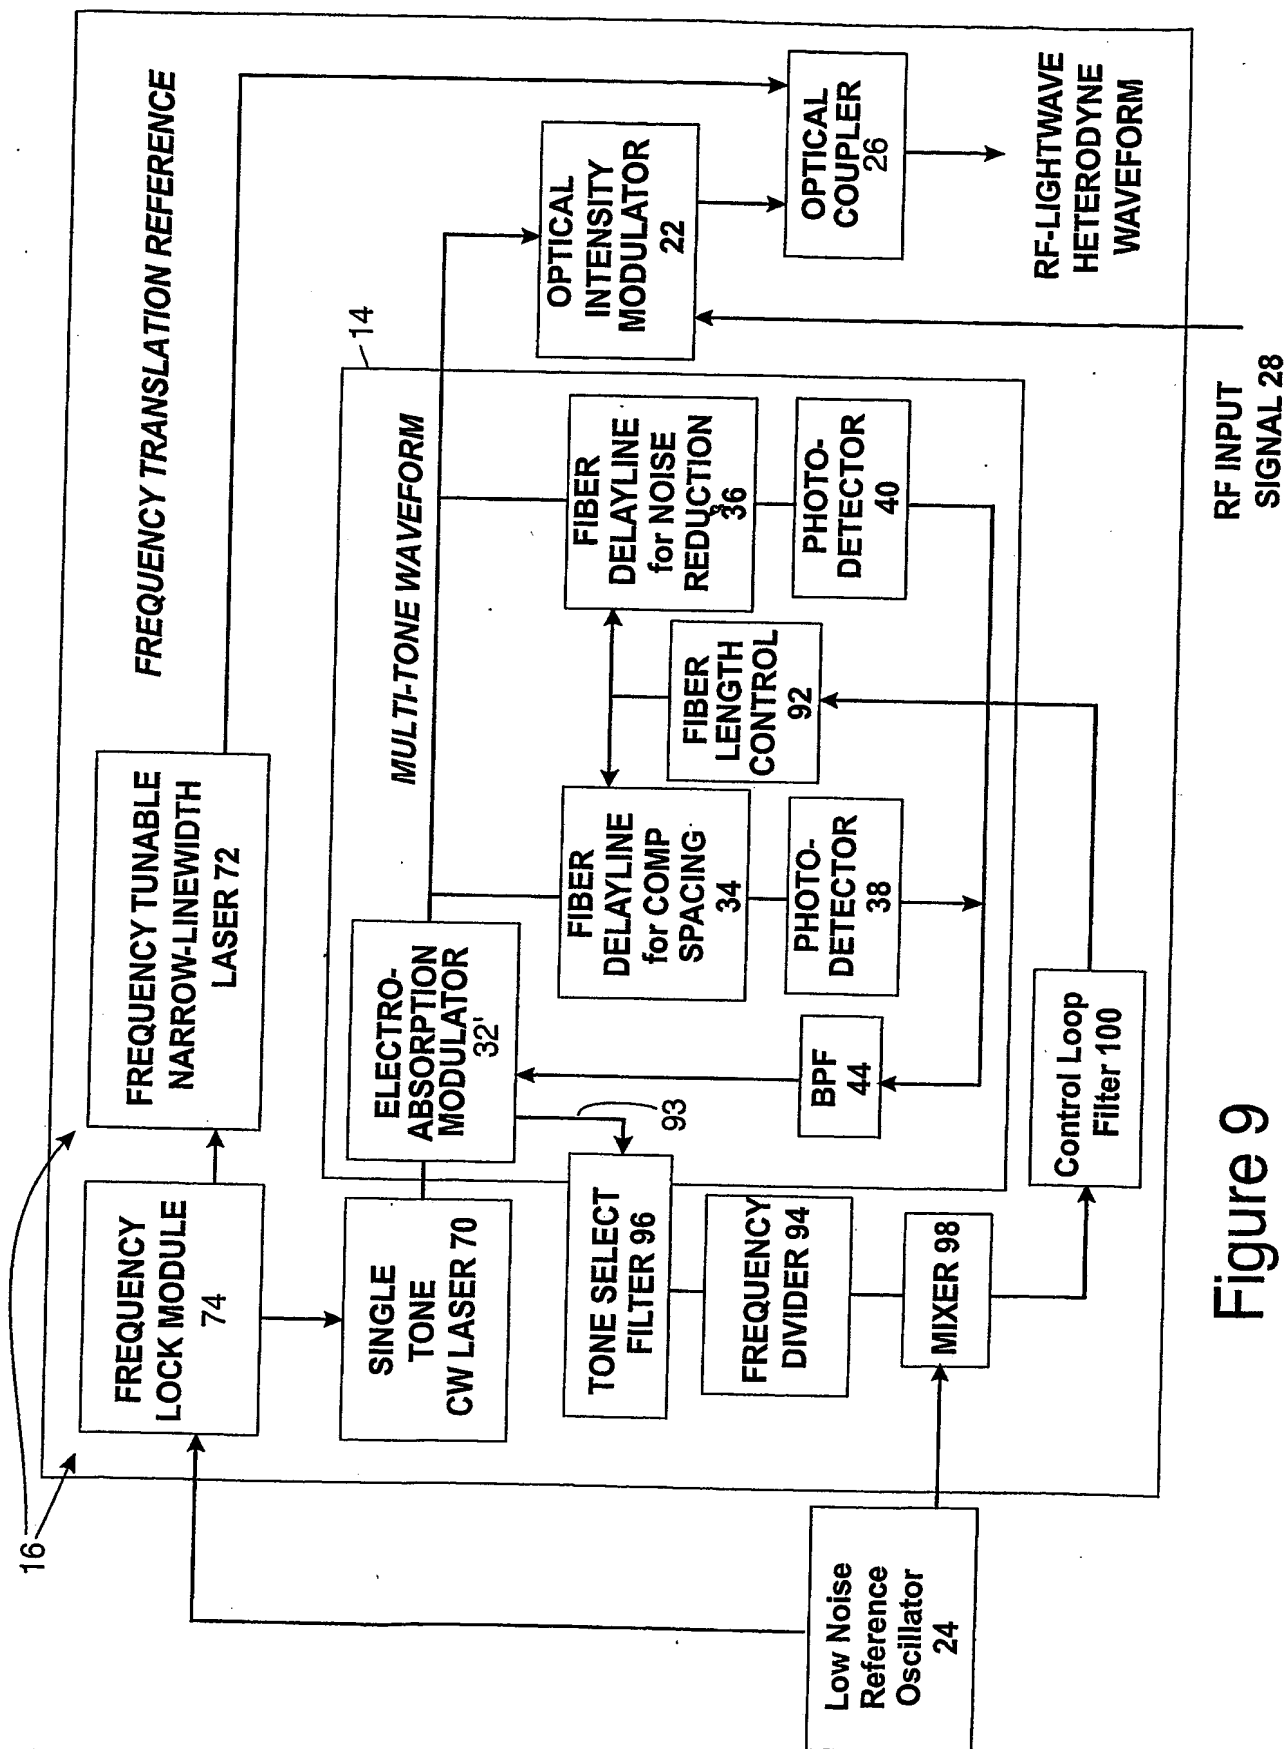 16
FREQUENCY
LOCK MODULE
74
FREQUENCY TUNABLE
NARROW-LINEWIDTH
LASER 72
FREQUENCY TRANSLATION REFERENCE
SINGLE
TONE
CW LASER 70
ELECTRO-
ABSORPTION
MODULATOR
32'
MULTI-TONE WAVEFORM
14
OPTICAL
INTENSITY
MODULATOR
22
OPTICAL
COUPLER
26
TONE SELECT
FILTER 96
93
FIBER
DELAYLINE
for COMP
SPACING
34
FIBER
DELAYLINE
for NOISE
REDUCTION
36
FIBER
LENGTH
CONTROL
92
FREQUENCY
DIVIDER 94
BPF
44
PHOTO-
DETECTOR
38
PHOTO-
DETECTOR
40
MIXER 98
Control Loop
Filter 100
Low Noise
Reference
Oscillator
24
RF-LIGHTWAVE
HETERODYNE
WAVEFORM
RF INPUT
SIGNAL 28
Figure 9